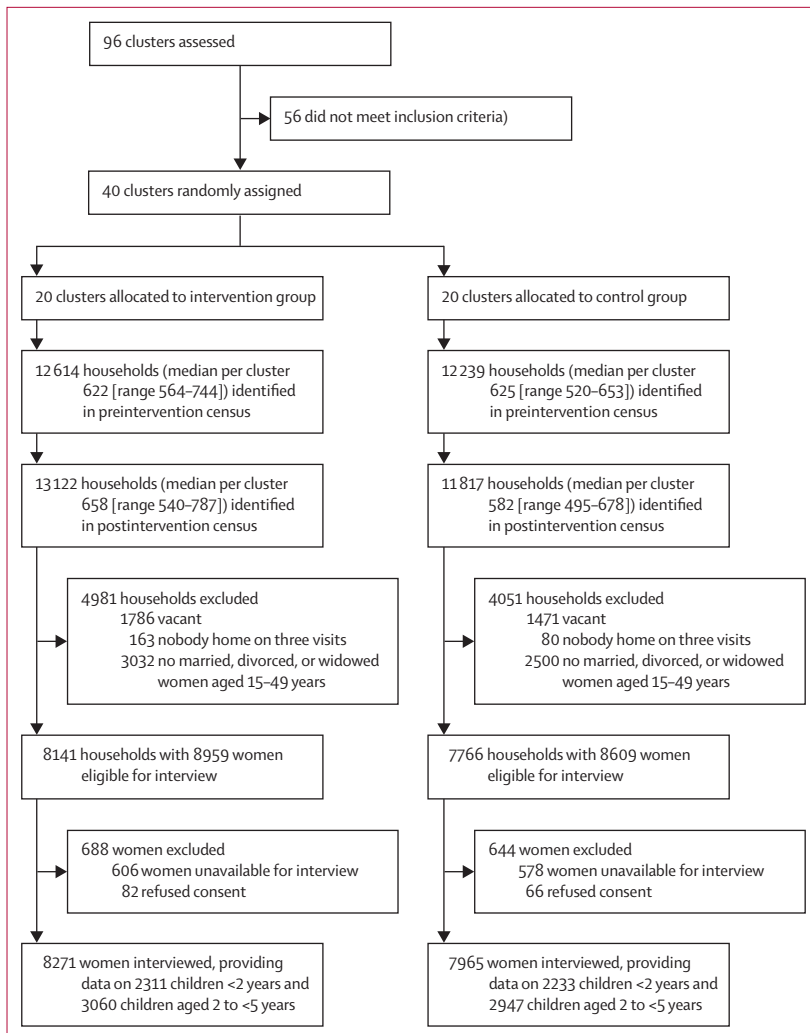 96 clusters assessed
56 did not meet inclusion criteria)
40 clusters randomly assigned
20 clusters allocated to intervention group
12 614 households (median per cluster
622 [range 564–744]) identified
in preintervention census
13 122 households (median per cluster
658 [range 540–787]) identified
in postintervention census
4981 households excluded
1786 vacant
163 nobody home on three visits
3032 no married, divorced, or widowed
women aged 15–49 years
8141 households with 8959 women
eligible for interview
688 women excluded
606 women unavailable for interview
82 refused consent
8271 women interviewed, providing
data on 2311 children <2 years and
3060 children aged 2 to <5 years
20 clusters allocated to control group
12 239 households (median per cluster
625 [range 520–653]) identified
in preintervention census
11 817 households (median per cluster
582 [range 495–678]) identified
in postintervention census
4051 households excluded
1471 vacant
80 nobody home on three visits
2500 no married, divorced, or widowed
women aged 15–49 years
7766 households with 8609 women
eligible for interview
644 women excluded
578 women unavailable for interview
66 refused consent
7965 women interviewed, providing
data on 2233 children <2 years and
2947 children aged 2 to <5 years